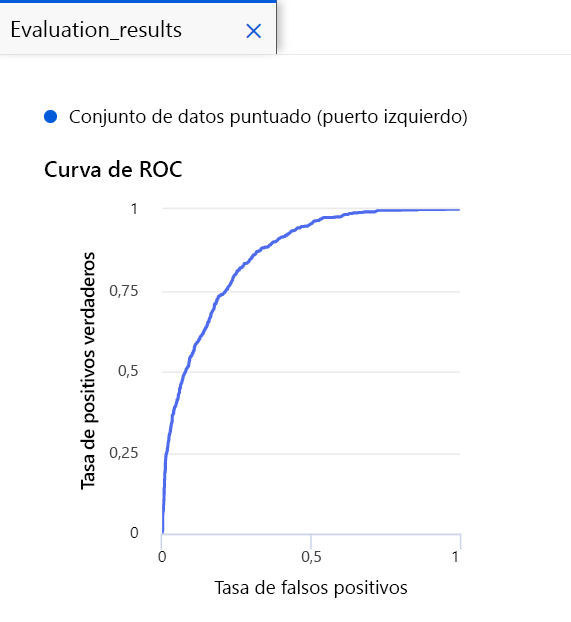 Evaluation_results
Conjunto de datos puntuado (puerto izquierdo)
Curva de ROC
1
0,75
0,5
0,25
0
Tasa de positivos verdaderos
0
0,5
1
Tasa de falsos positivos